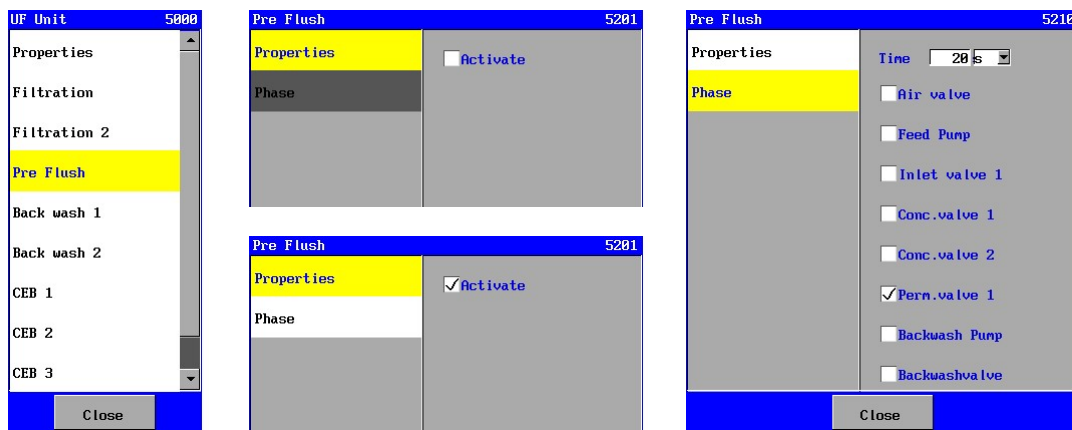 UF Unit 5000
Properties
Filtration
Filtration 2
Pre Flush
Back wash 1
Back wash 2
CEB 1
CEB 2
CEB 3
Close
Pre Flush 5201
Properties
Activate
Phase
Pre Flush 5201
Properties
Activate
Phase
Pre Flush 5210
Properties
Time 20 s
Phase
Air valve
Feed Pump
Inlet valve 1
Conc.valve 1
Conc.valve 2
Perm.valve 1
Backwash Pump
Backwashvalve
Close